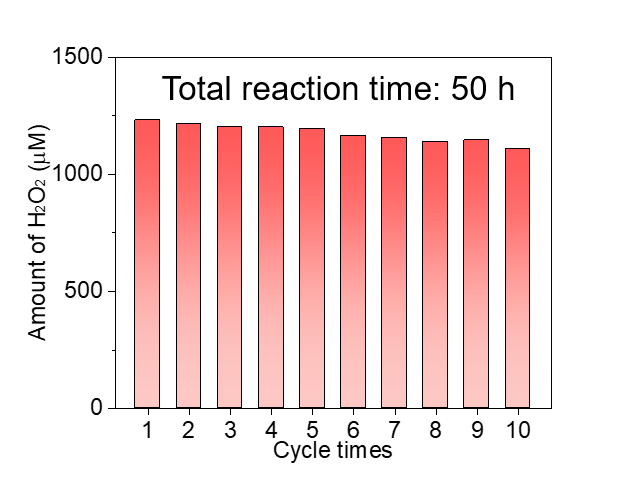 1500
Total reaction time: 50 h
1000
500
0
Amount of H₂O₂ (μM)
1 2 3 4 5 6 7 8 9 10
Cycle times